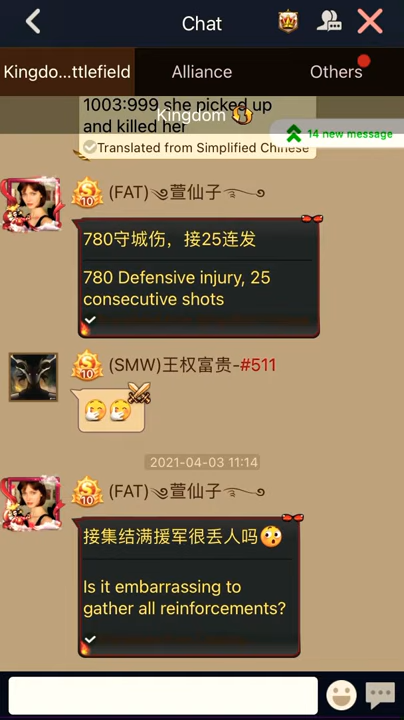 Chat
Kingdo...ttlefield
Alliance
Others
1003:999 she picked up
and killed her
Kingdom
Translated from Simplified Chinese
14 new message
(FAT)༄萱仙子࿐
780守城伤，接25连发
780 Defensive injury, 25
consecutive shots
(SMW)王权富贵-#511
2021-04-03 11:14
(FAT)༄萱仙子࿐
接集结满援军很丢人吗😲
Is it embarrassing to
gather all reinforcements?